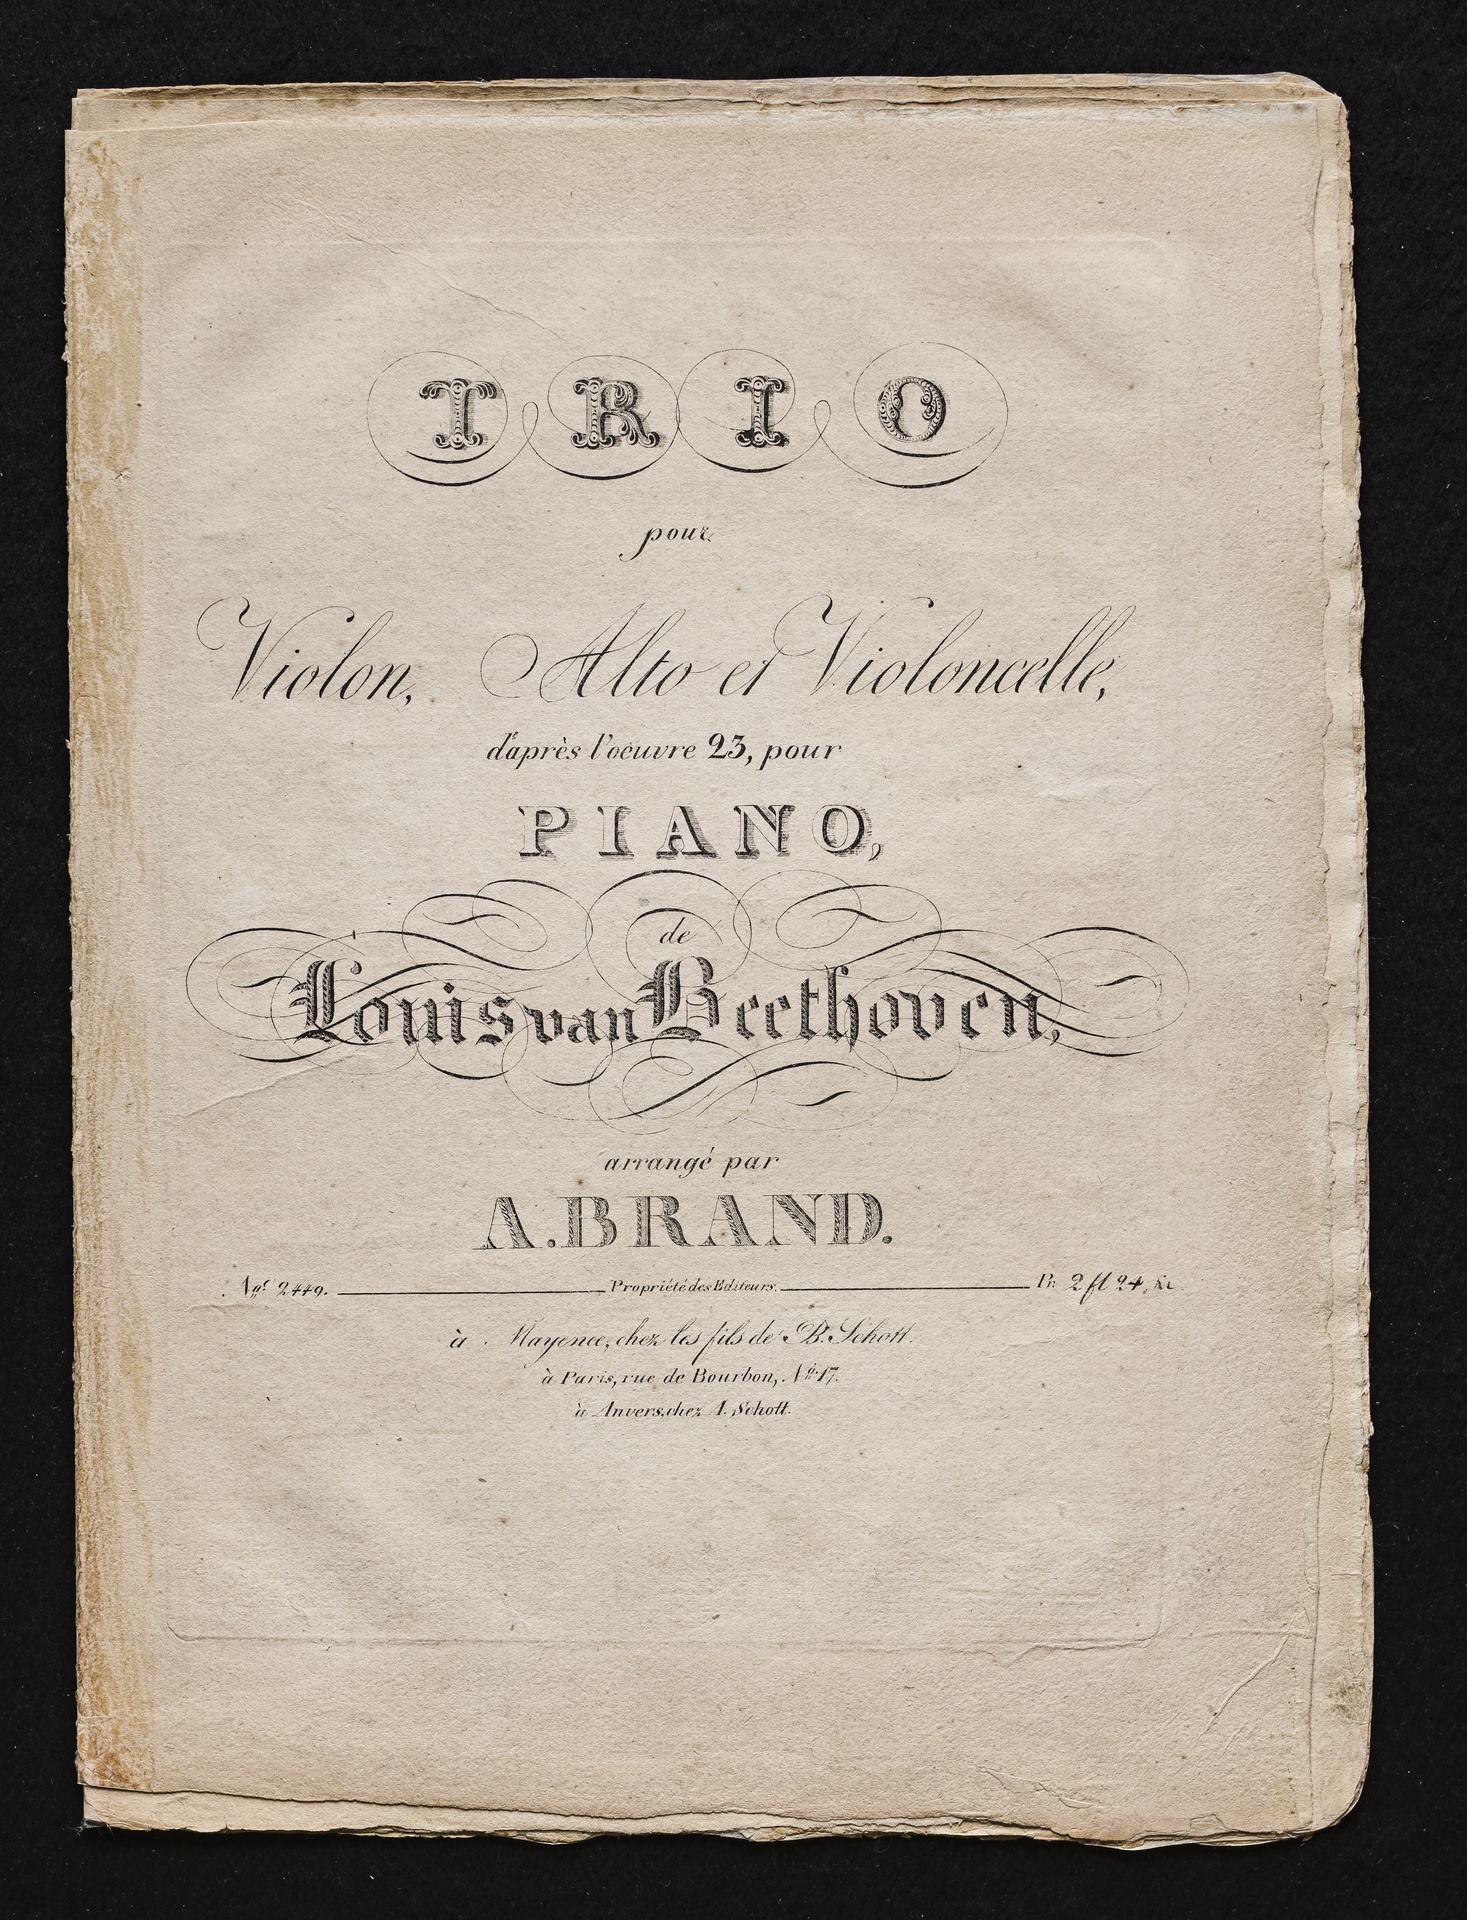 TRIO
pour
Violon, Alto et Violoncelle,
d'après l'oeuvre 23, pour
PIANO,
de
Louis van Beethoven,
arrangé par
A. BRAND.
No. 2449. Propriété des Editeurs. Pr: 2 fl 24, Kr
à Mayence, chez les fils de B. Schott.
à Paris, rue de Bourbon, No. 17.
à Anvers, chez A. Schott.